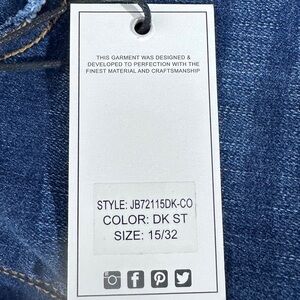 THIS GARMENT WAS DESIGNED &
DEVELOPED TO PERFECTION WITH THE
FINEST MATERIAL AND CRAFTSMANSHIP
STYLE: JB72115DK-CO
COLOR: DK ST
SIZE: 15/32